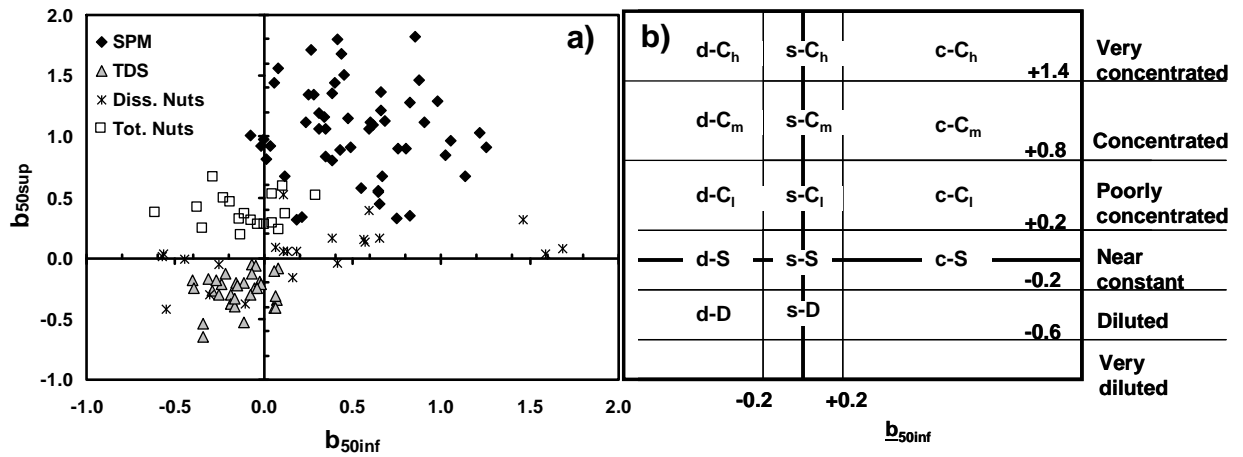 2.0
1.5
1.0
0.5
0.0
-0.5
-1.0
b50sup
SPM
TDS
Diss. Nuts
Tot. Nuts
a)
-1.0 -0.5 0.0 0.5 1.0 1.5 2.0
b50inf
b)
d-Ch s-Ch c-Ch
+1.4
Very
concentrated
d-Cm s-Cm c-Cm
+0.8
Concentrated
d-Cl s-Cl c-Cl
+0.2
Poorly
concentrated
d-S s-S c-S
-0.2
Near
constant
d-D s-D
-0.6
Diluted
Very
diluted
-0.2 +0.2
b50inf